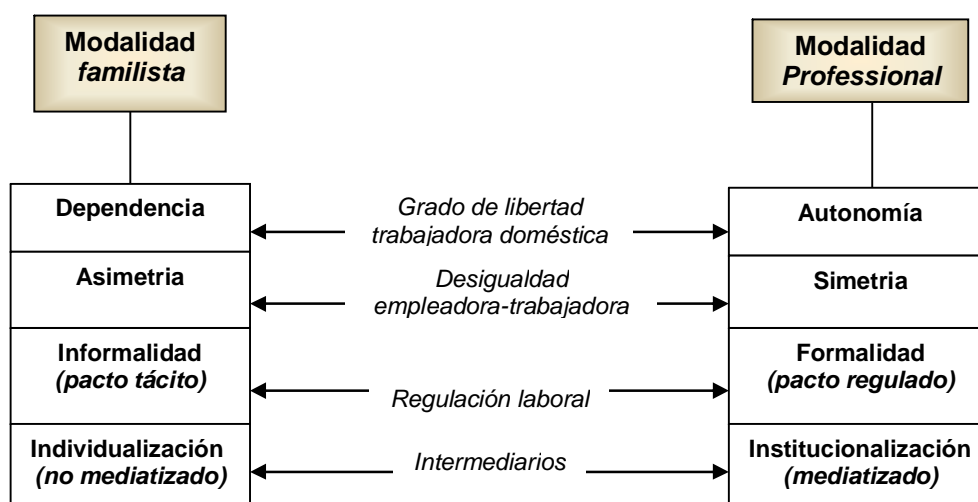 Modalidad
familista
Modalidad
Professional
Dependencia
Grado de libertad
trabajadora doméstica
Autonomía
Asimetria
Desigualdad
empleadora-trabajadora
Simetria
Informalidad
(pacto tácito)
Regulación laboral
Formalidad
(pacto regulado)
Individualización
(no mediatizado)
Intermediarios
Institucionalización
(mediatizado)